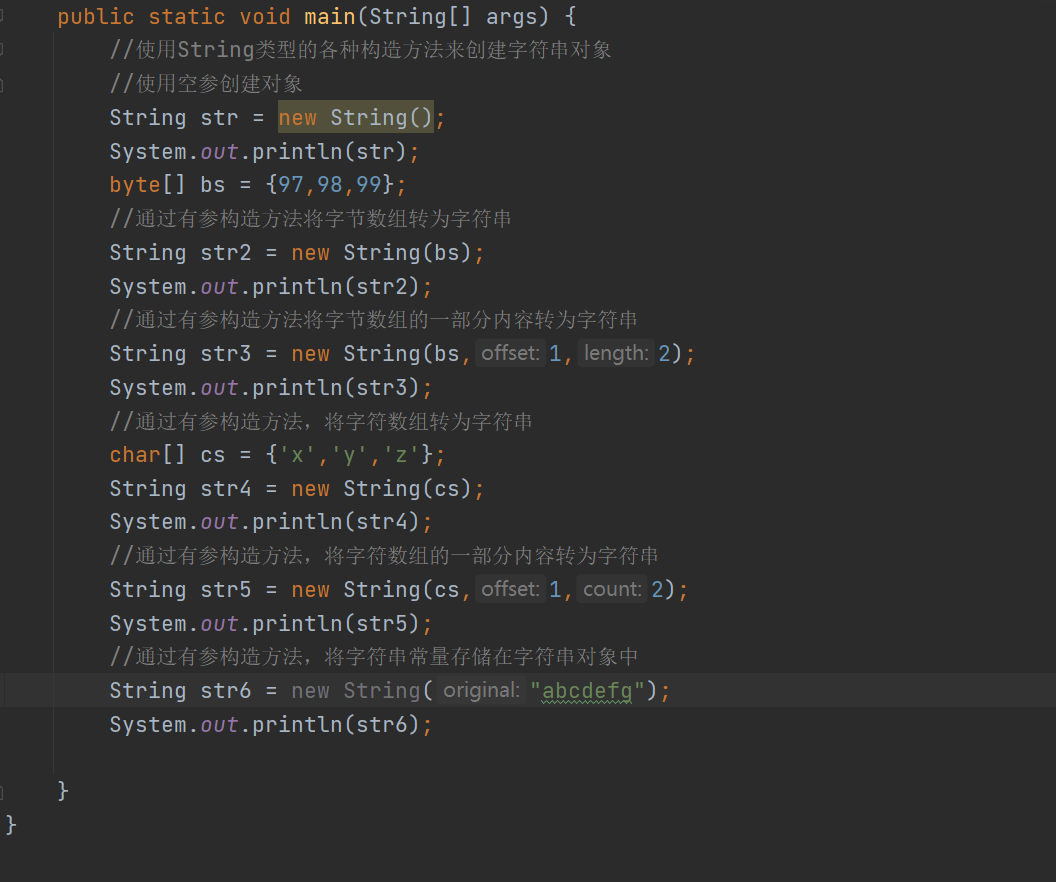 public static void main(String[] args) {
//使用String类型的各种构造方法来创建字符串对象
//使用空参创建对象
String str = new String();
System.out.println(str);
byte[] bs = {97,98,99};
//通过有参构造方法将字节数组转为字符串
String str2 = new String(bs);
System.out.println(str2);
//通过有参构造方法将字节数组的一部分内容转为字符串
String str3 = new String(bs, offset: 1, length: 2);
System.out.println(str3);
//通过有参构造方法，将字符数组转为字符串
char[] cs = {'x','y','z'};
String str4 = new String(cs);
System.out.println(str4);
//通过有参构造方法，将字符数组的一部分内容转为字符串
String str5 = new String(cs, offset: 1, count: 2);
System.out.println(str5);
//通过有参构造方法，将字符串常量存储在字符串对象中
String str6 = new String( original: "abcdefg");
System.out.println(str6);
}
}